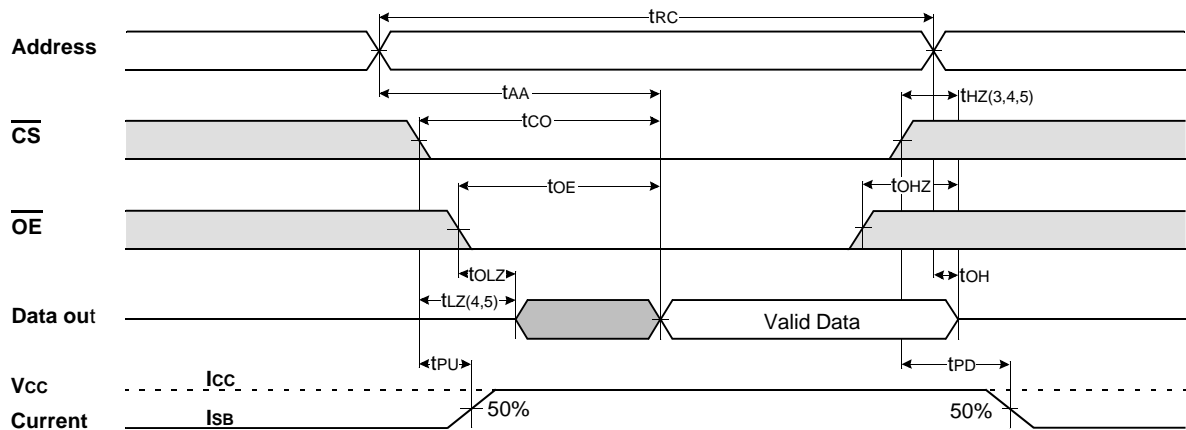 tRC
Address
tAA
tHZ(3,4,5)
tCO
CS
tOE
tOHZ
OE
tOLZ
tOH
tLZ(4,5)
Data out
Valid Data
tPU
tPD
VCC
ICC
50%
50%
Current
ISB